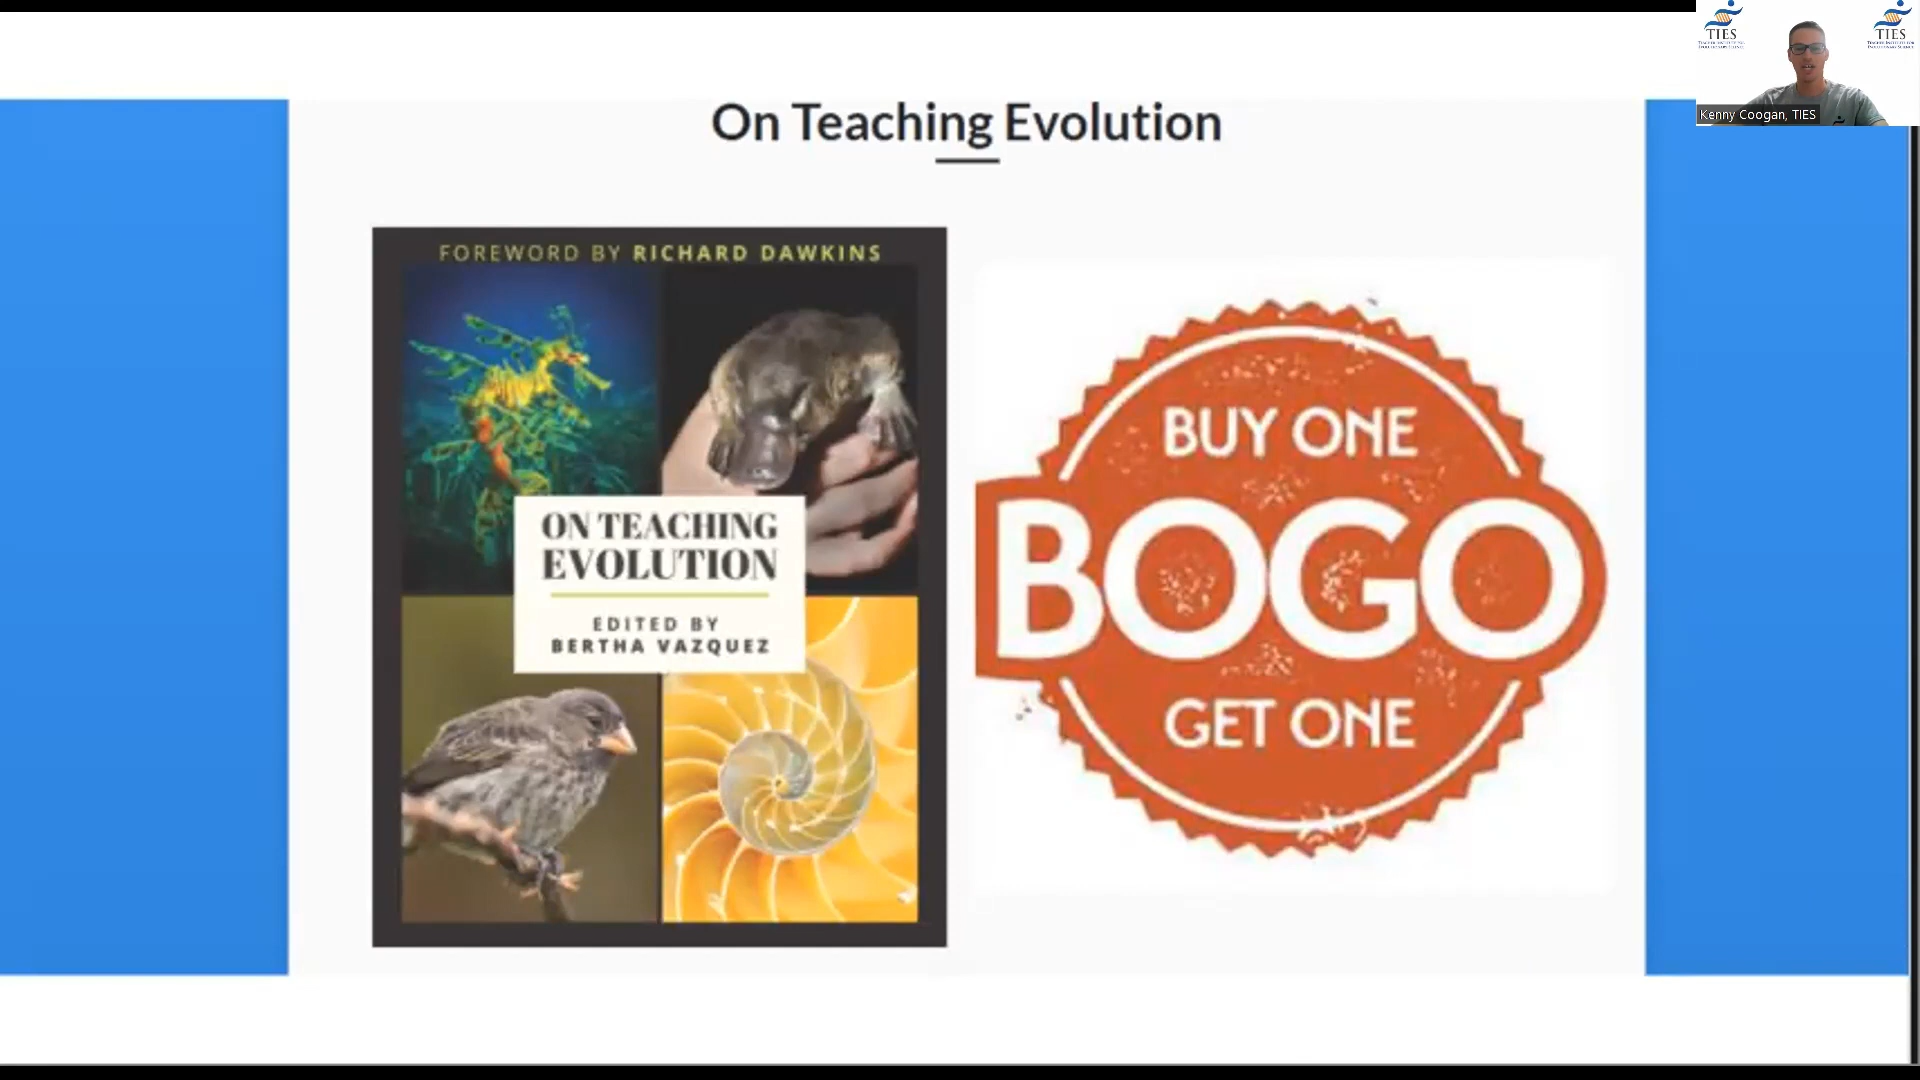 On Teaching Evolution
FOREWORD BY RICHARD DAWKINS
ON TEACHING
EVOLUTION
EDITED BY
BERTHA VAZQUEZ
BUY ONE
BOGO
GET ONE
TIES
TIES
Kenny Coogan, TIES